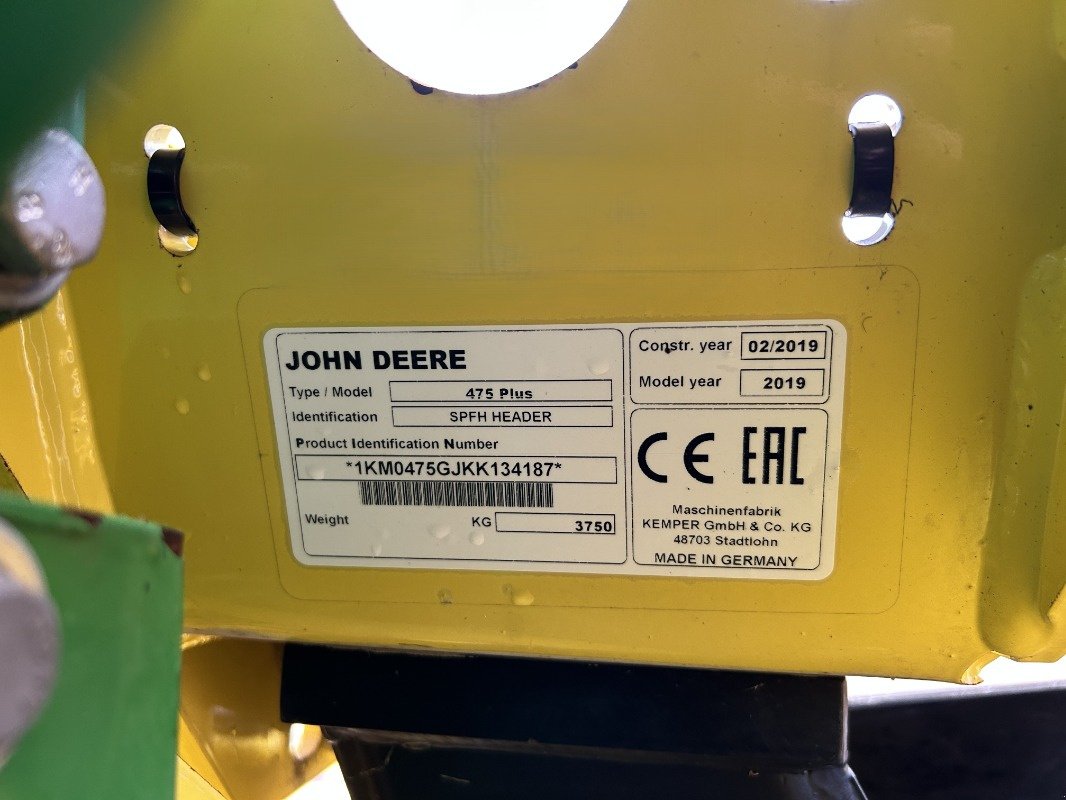 JOHN DEERE
Type / Model 475 Plus
Identification SPFH HEADER
Product Identification Number
*1KM0475GJKK134187*
Weight KG 3750
Constr. year 02/2019
Model year 2019
CE EAC
Maschinenfabrik
KEMPER GmbH & Co. KG
48703 Stadtlohn
MADE IN GERMANY